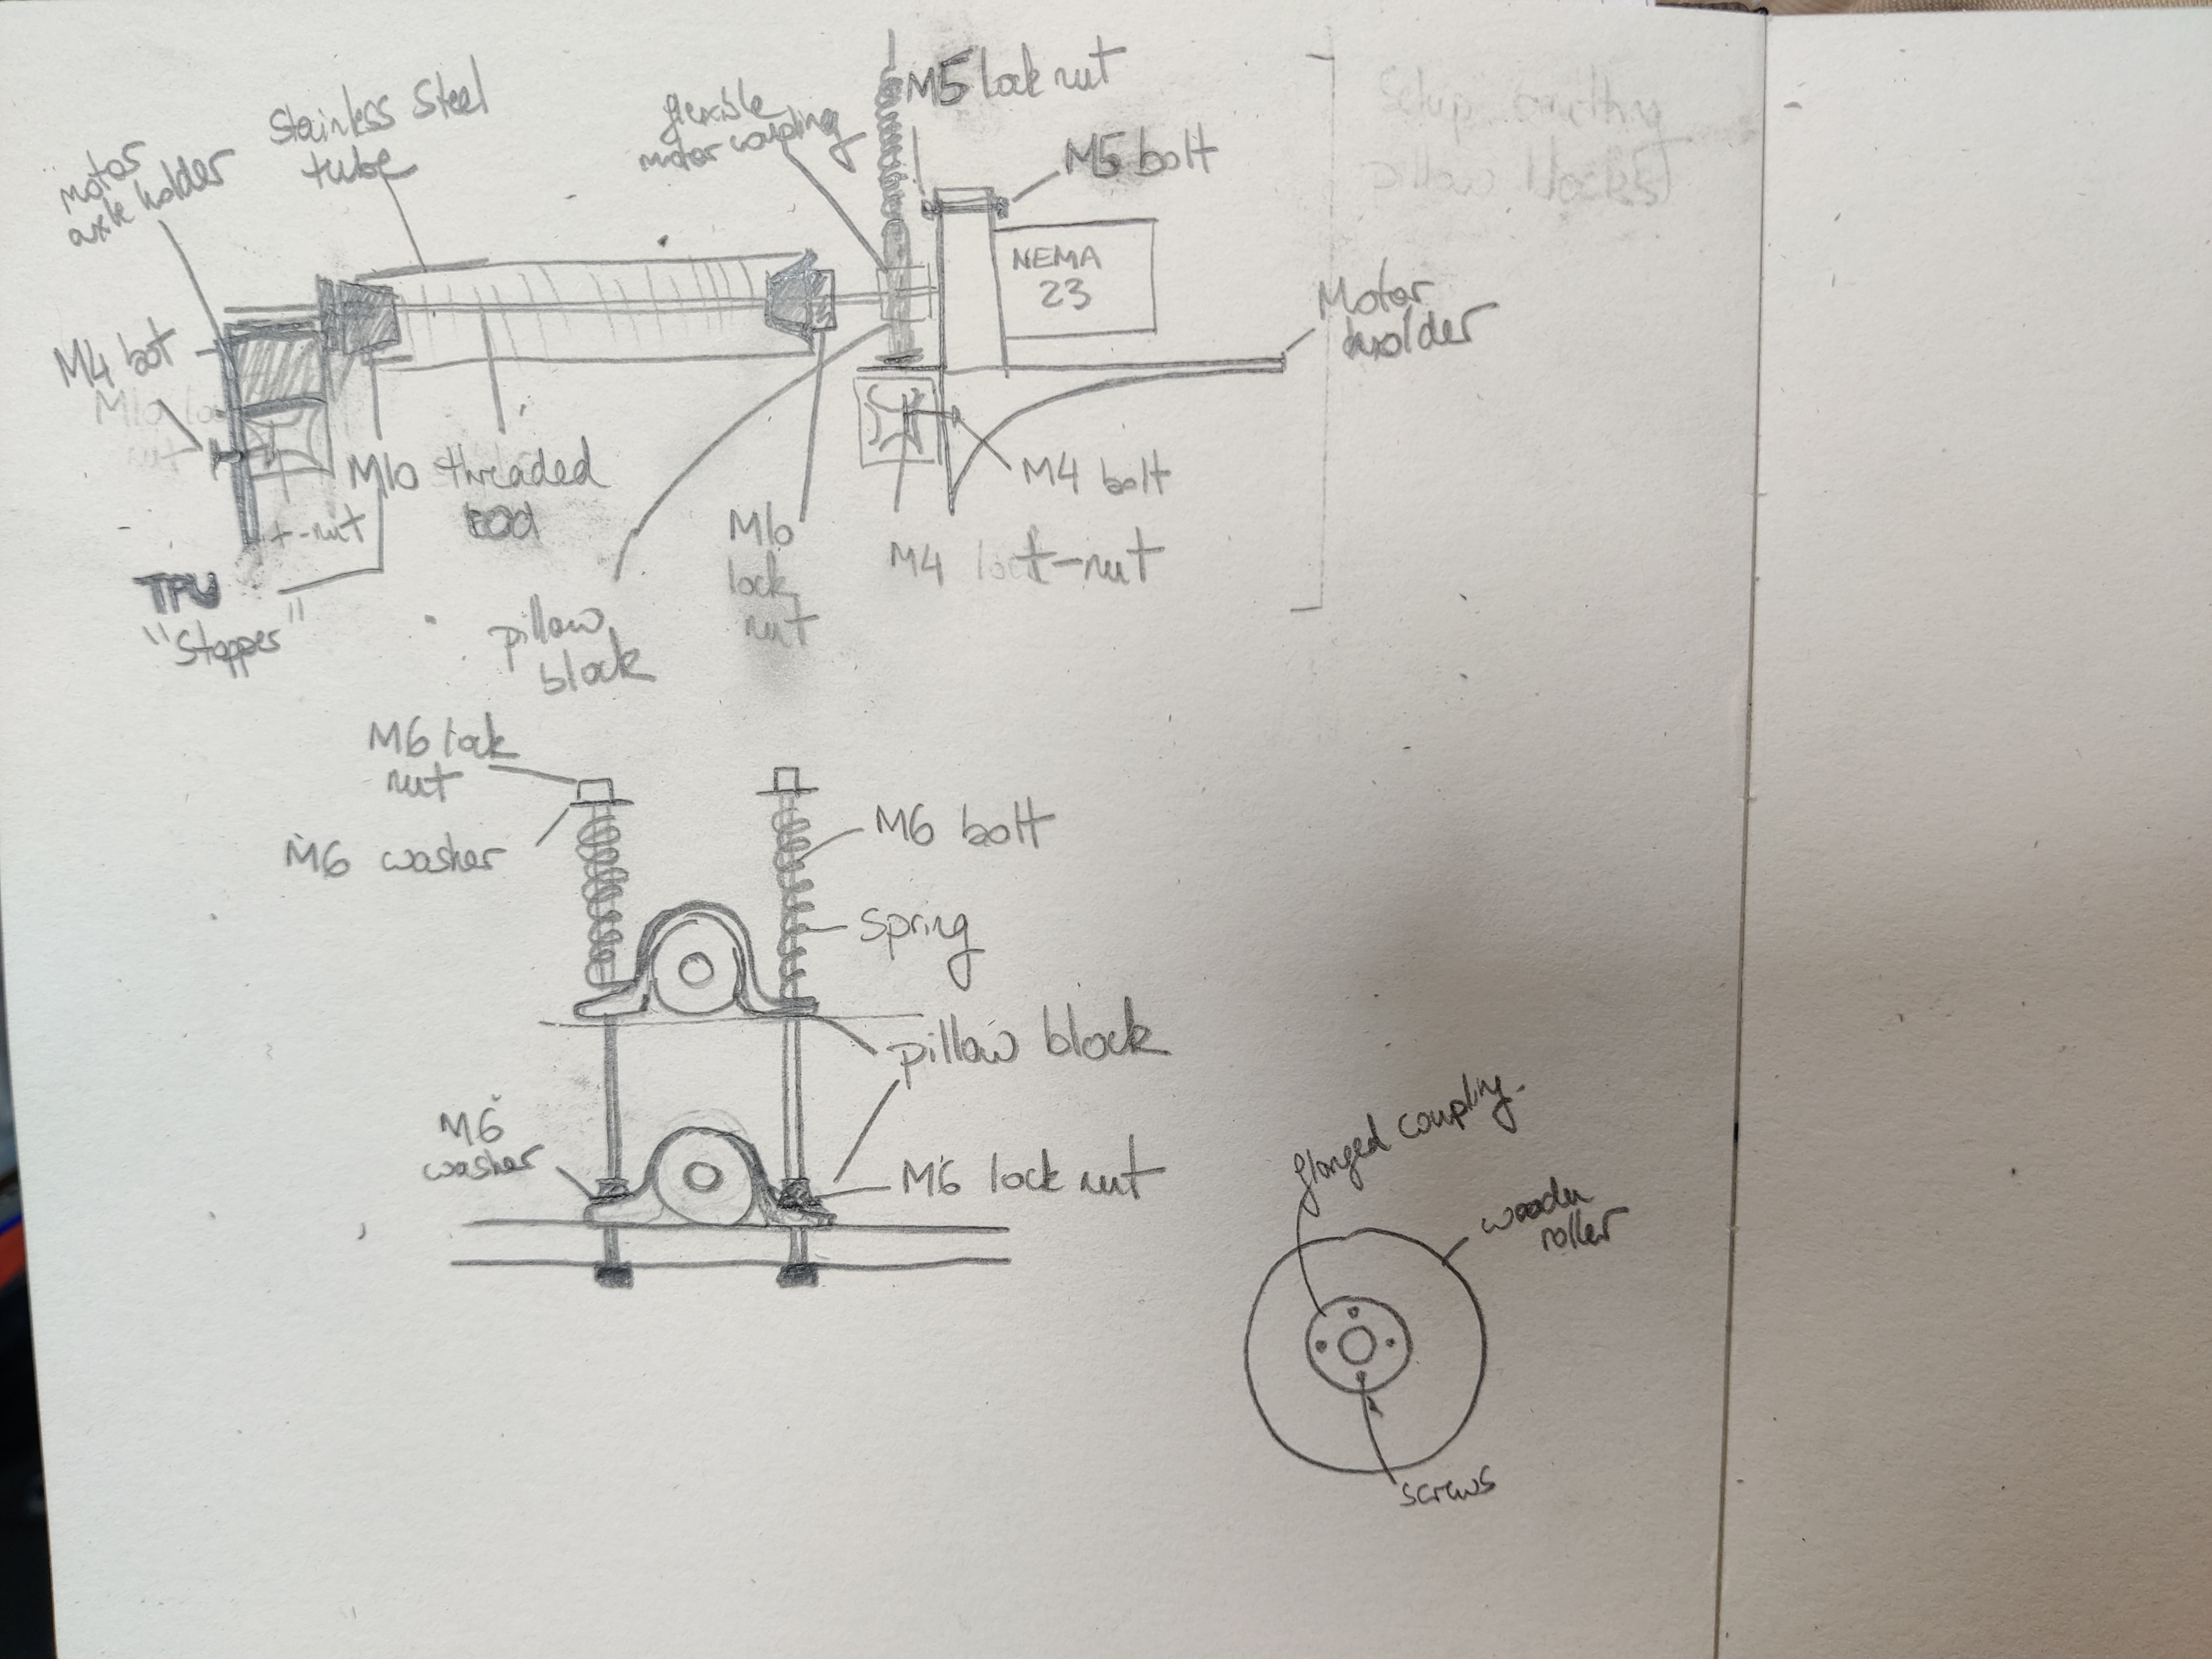 motor
axle holder
Stainless Steel
tube
flexible
motor coupling
M5 lock nut
M5 bolt
Setup omitting
pillow blocks
NEMA
23
Motor
holder
M4 bot
M10 lock
nut
t-nut
M10 threaded
rod
TPU
"Stopper"
pillow
block
M10
lock
nut
M4 bolt
M4 lock t-nut
M6 lock
nut
M6 washer
M6 bolt
spring
pillow block
M6
washer
M6 lock nut
flanged coupling.
wooden
roller
screws